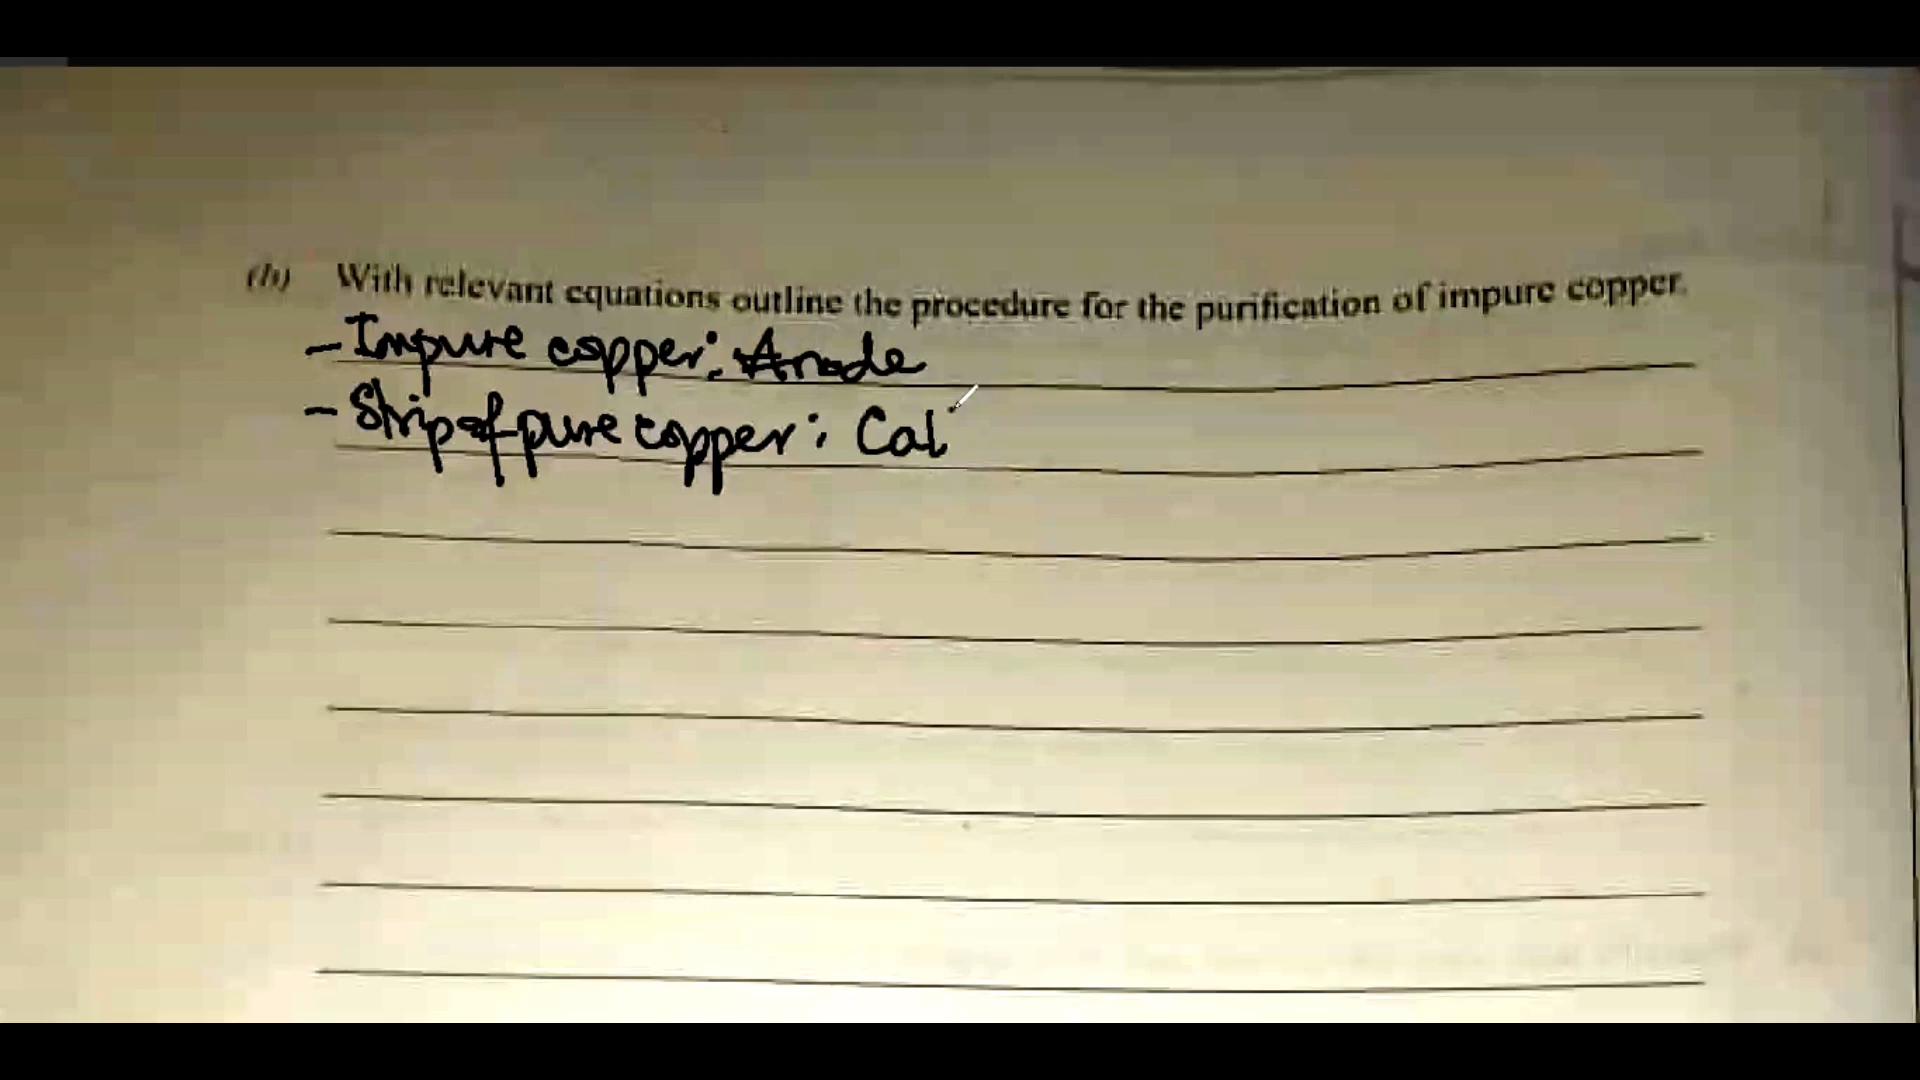 (b) With relevant equations outline the procedure for the purification of impure copper.
- Impure copper: Anode
- Strip of pure copper: Cat